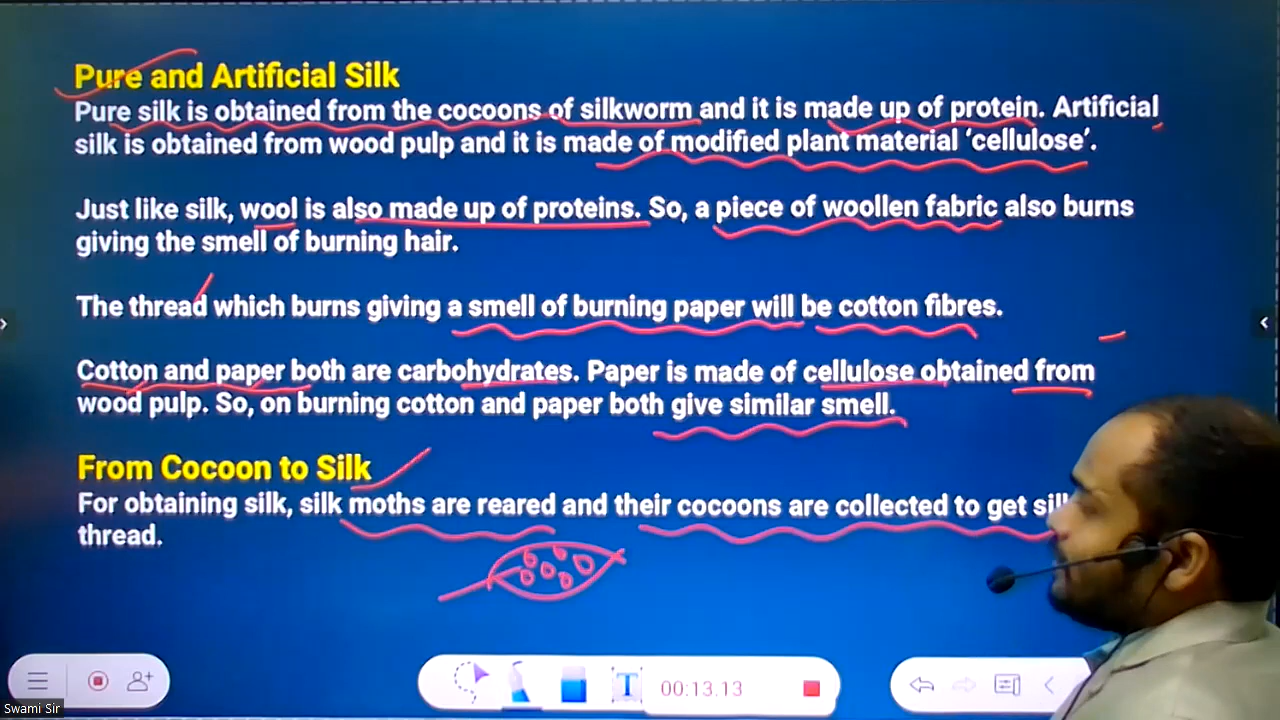 Pure and Artificial Silk
Pure silk is obtained from the cocoons of silkworm and it is made up of protein. Artificial
silk is obtained from wood pulp and it is made of modified plant material ‘cellulose’.
Just like silk, wool is also made up of proteins. So, a piece of woollen fabric also burns
giving the smell of burning hair.
The thread which burns giving a smell of burning paper will be cotton fibres.
Cotton and paper both are carbohydrates. Paper is made of cellulose obtained from
wood pulp. So, on burning cotton and paper both give similar smell.
From Cocoon to Silk
For obtaining silk, silk moths are reared and their cocoons are collected to get
thread.
T 00:13.13
Swami Sir